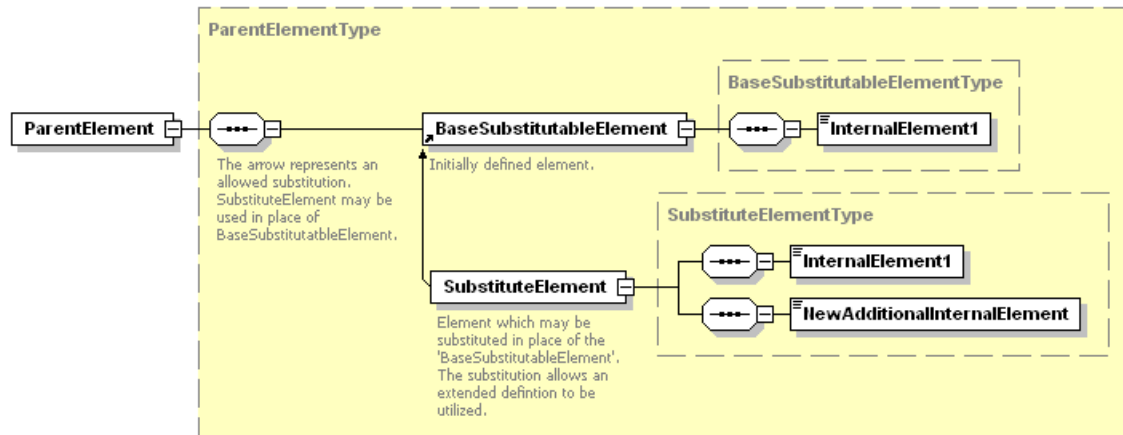 ParentElementType
BaseSubstitutableElementType
ParentElement
BaseSubstitutableElement
InternalElement1
The arrow represents an
allowed substitution.
SubstituteElement may be
used in place of
BaseSubstitutatbleElement.
Initially defined element.
SubstituteElementType
InternalElement1
SubstituteElement
NewAdditionalInternalElement
Element which may be
substituted in place of the
'BaseSubstitutableElement'.
The substitution allows an
extended defintion to be
utilized.